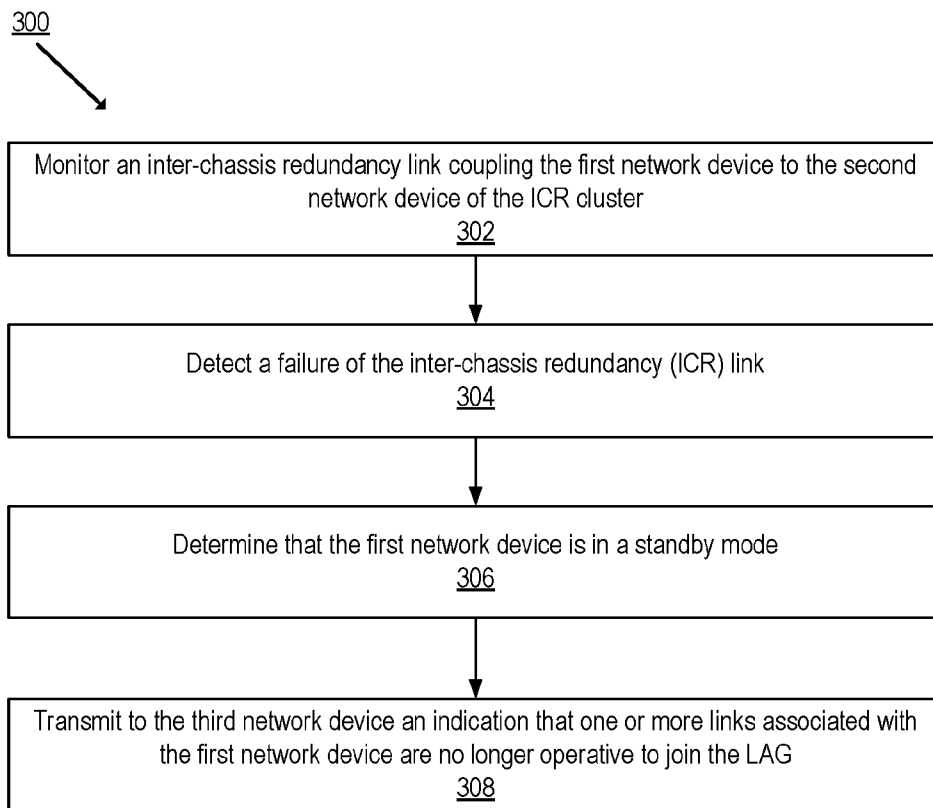 300
Monitor an inter-chassis redundancy link coupling the first network device to the second
network device of the ICR cluster
302
Detect a failure of the inter-chassis redundancy (ICR) link
304
Determine that the first network device is in a standby mode
306
Transmit to the third network device an indication that one or more links associated with
the first network device are no longer operative to join the LAG
308